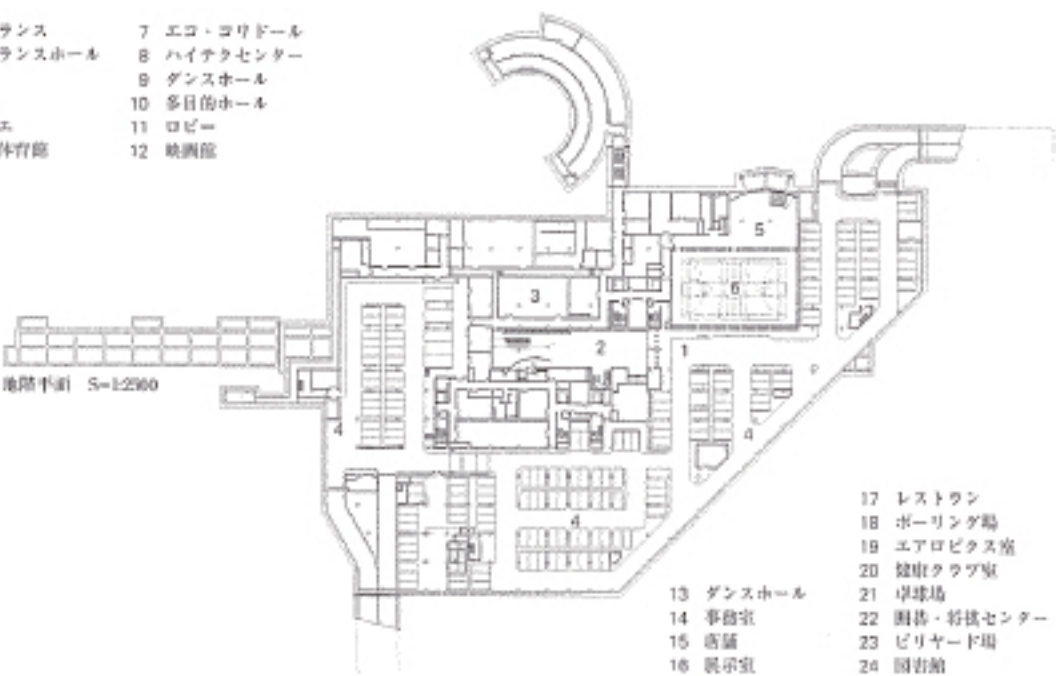 ランス
ランスホール
エ
体育館
7 エコ・コリドール
8 ハイテクセンター
9 ダンスホール
10 多目的ホール
11 ロビー
12 映画館
5
6
3
2
1
4
4
4
地階平面 S=1:2500
13 ダンスホール
14 事務室
15 店舗
16 展示室
17 レストラン
18 ボーリング場
19 エアロビクス室
20 健康クラブ室
21 卓球場
22 囲碁・将棋センター
23 ビリヤード場
24 図書館